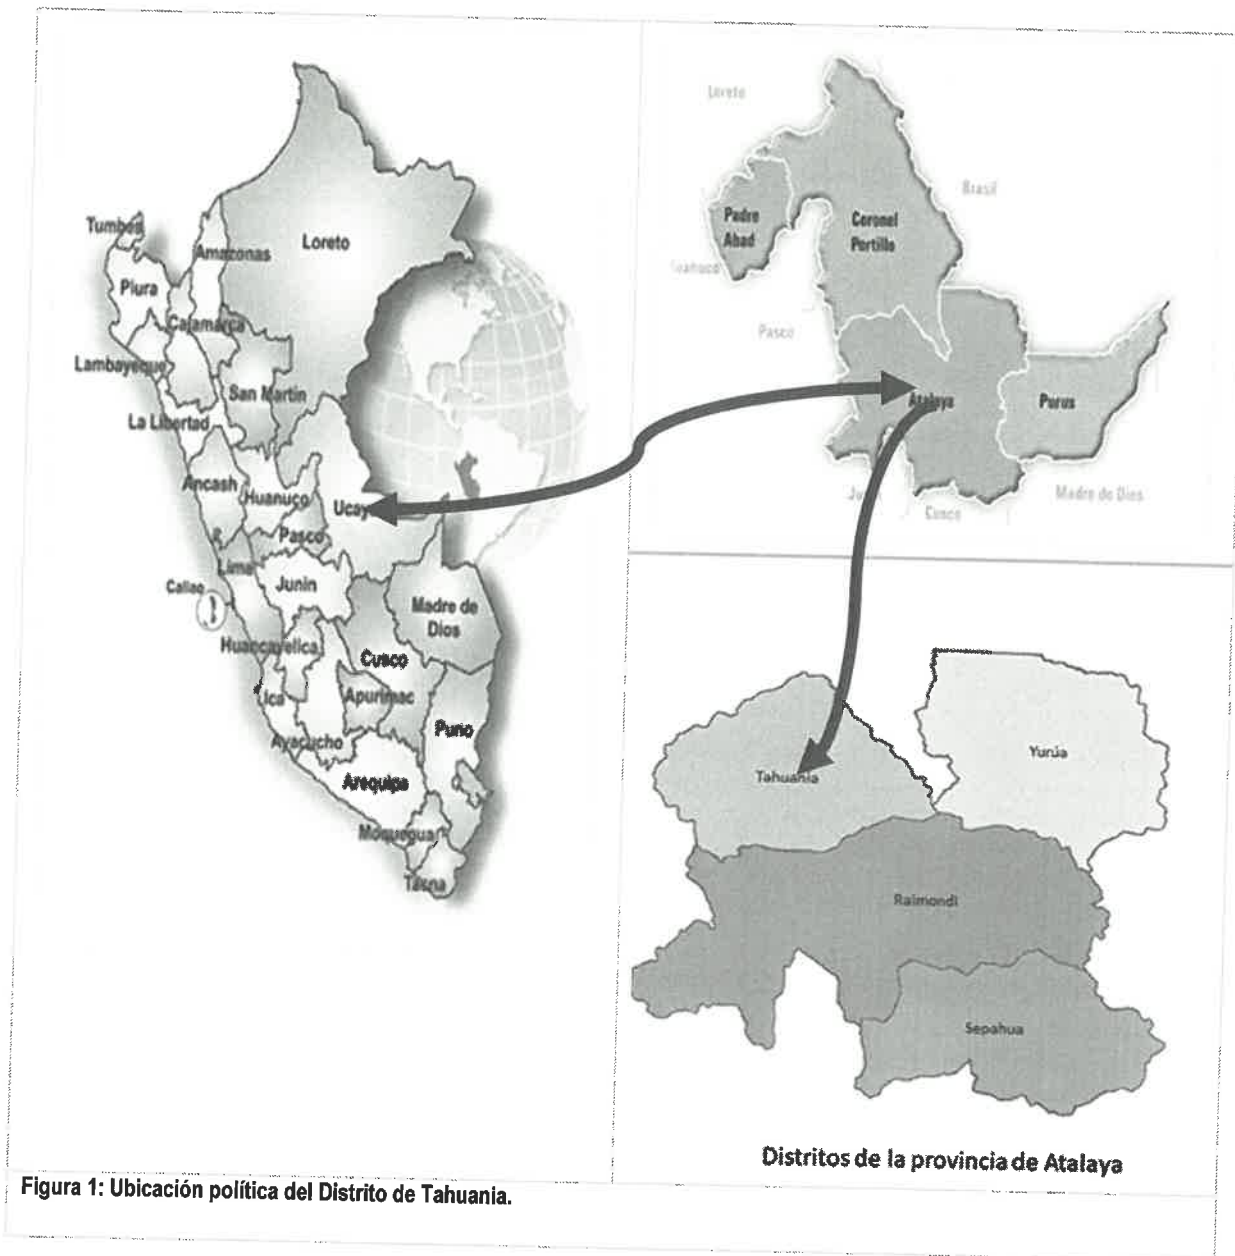 Loreto
Tumbes
Amazonas
Piura
Cajamarca
Lambayeque
San Martin
La Libertad
Ancash
Huanuco
Ucay
Pasco
Lima
Junin
Callao
Madre de
Dios
Huancavelica
Cusco
Ica
Apurimac
Ayacucho
Puno
Arequipa
Moquegua
Tacna
Loreto
Brasil
Padre
Abad
Coronel
Portillo
Pasco
Atalaya
Purus
Cusco
Madre de Dios
Tahuania
Yurúa
Raimondi
Sepahua
Distritos de la provincia de Atalaya
Figura 1: Ubicación política del Distrito de Tahuania.